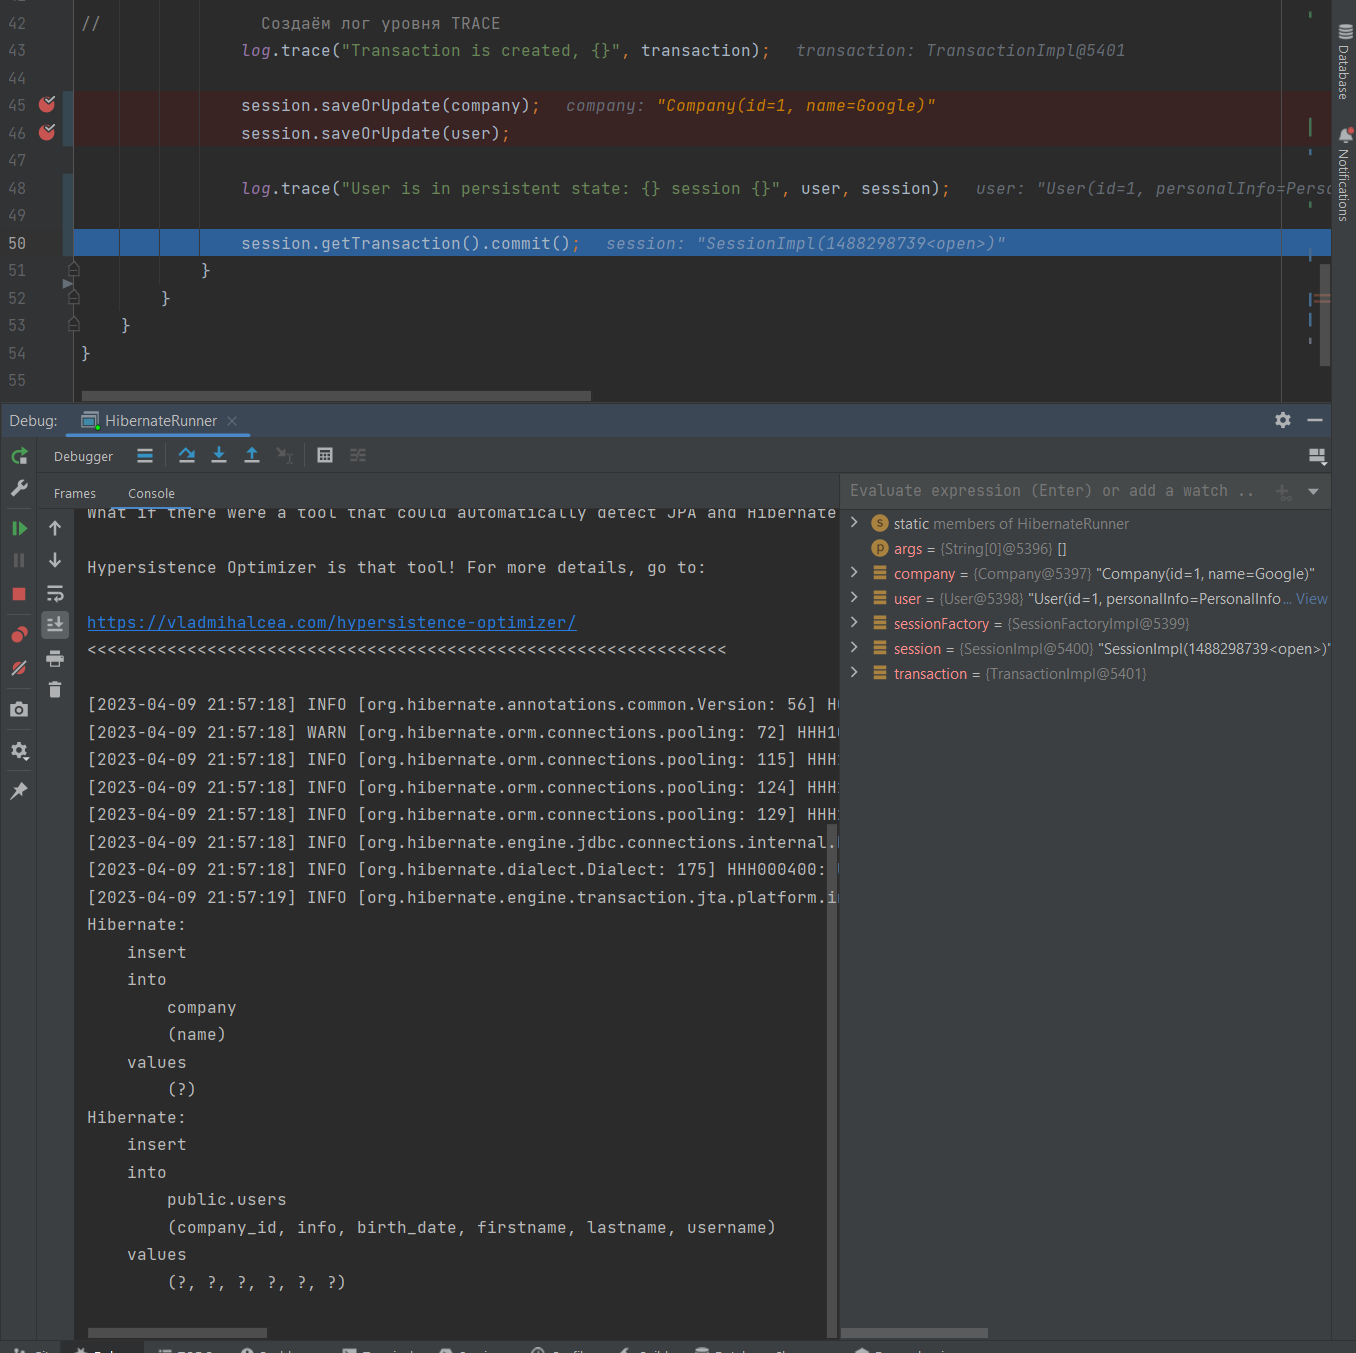 42 // Создаём лог уровня TRACE
43 log.trace("Transaction is created, {}", transaction); transaction: TransactionImpl@5401
44
45 session.saveOrUpdate(company); company: "Company(id=1, name=Google)"
46 session.saveOrUpdate(user);
47
48 log.trace("User is in persistent state: {} session {}", user, session); user: "User(id=1, personalInfo=Perso
49
50 session.getTransaction().commit(); session: "SessionImpl(1488298739<open>)"
51 }
52 }
53 }
54 }
55
Database
Notifications
Debug: HibernateRunner
Debugger
Frames Console
What if there were a tool that could automatically detect JPA and Hibernate
Hypersistence Optimizer is that tool! For more details, go to:
https://vladmihalcea.com/hypersistence-optimizer/
<<<<<<<<<<<<<<<<<<<<<<<<<<<<<<<<<<<<<<<<<<<<<<<<<<<<<<<<<<<<<<<<
[2023-04-09 21:57:18] INFO [org.hibernate.annotations.common.Version: 56]
[2023-04-09 21:57:18] WARN [org.hibernate.orm.connections.pooling: 72] HHH10
[2023-04-09 21:57:18] INFO [org.hibernate.orm.connections.pooling: 115] HHH
[2023-04-09 21:57:18] INFO [org.hibernate.orm.connections.pooling: 124] HHH
[2023-04-09 21:57:18] INFO [org.hibernate.orm.connections.pooling: 129] HHH
[2023-04-09 21:57:18] INFO [org.hibernate.engine.jdbc.connections.internal.
[2023-04-09 21:57:18] INFO [org.hibernate.dialect.Dialect: 175] HHH000400:
[2023-04-09 21:57:19] INFO [org.hibernate.engine.transaction.jta.platform.in
Hibernate:
insert
into
company
(name)
values
(?)
Hibernate:
insert
into
public.users
(company_id, info, birth_date, firstname, lastname, username)
values
(?, ?, ?, ?, ?, ?)
Evaluate expression (Enter) or add a watch ..
static members of HibernateRunner
args = {String[0]@5396} []
company = {Company@5397} "Company(id=1, name=Google)"
user = {User@5398} "User(id=1, personalInfo=PersonalInfo... View
sessionFactory = {SessionFactoryImpl@5399}
session = {SessionImpl@5400} "SessionImpl(1488298739<open>)"
transaction = {TransactionImpl@5401}